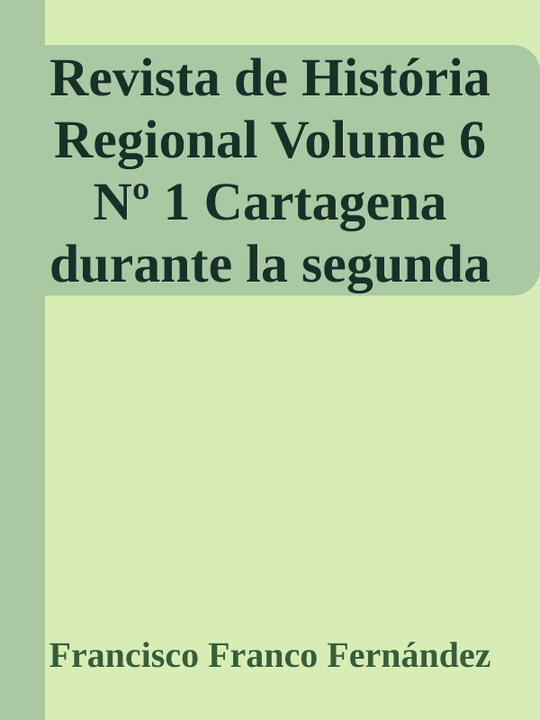 Revista de História
Regional Volume 6
Nº 1 Cartagena
durante la segunda
Francisco Franco Fernández